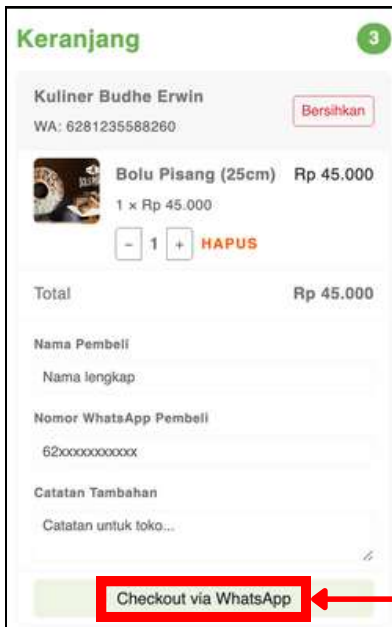 Keranjang 3
Kuliner Budhe Erwin
WA: 6281235588260
Bersihkan
Bolu Pisang (25cm) Rp 45.000
1 × Rp 45.000
- 1 + HAPUS
Total Rp 45.000
Nama Pembeli
Nama lengkap
Nomor WhatsApp Pembeli
62xxxxxxxxxxx
Catatan Tambahan
Catatan untuk toko...
Checkout via WhatsApp